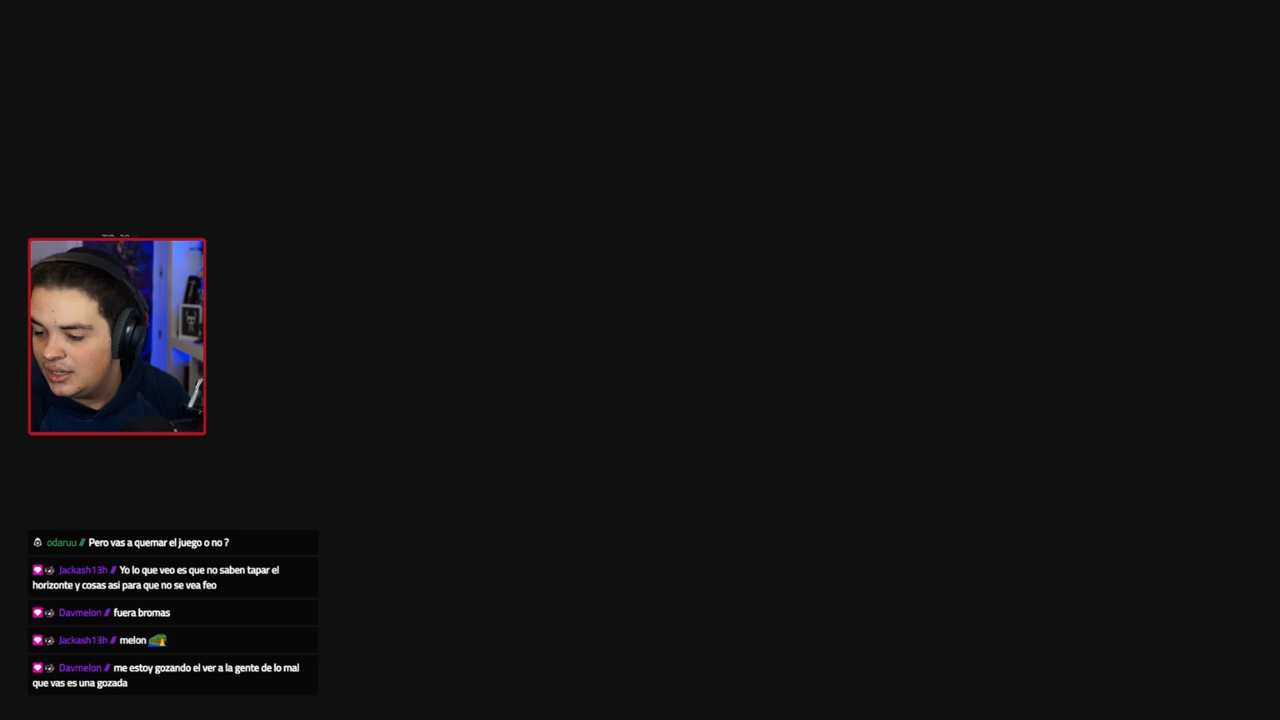 odaruu // Pero vas a quemar el juego o no ?
Jackash13h // Yo lo que veo es que no saben tapar el
horizonte y cosas asi para que no se vea feo
Davmelon // fuera bromas
Jackash13h // melon
Davmelon // me estoy gozando el ver a la gente de lo mal
que vas es una gozada